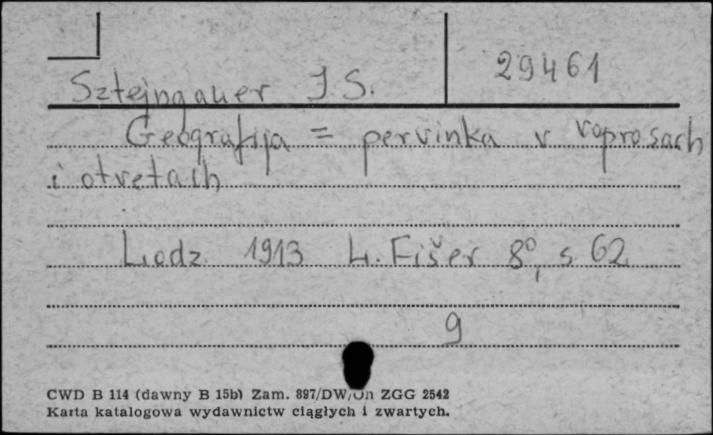 29461
Sztejngauer J. S.
Geografija = pervinka v voprosach
i otvetach
Lodz 1913 L. Fišer 8°, s 62
9
CWD B 114 (dawny B 15b) Zam. 897/DW/Un ZGG 2542
Karta katalogowa wydawnictw ciągłych i zwartych.